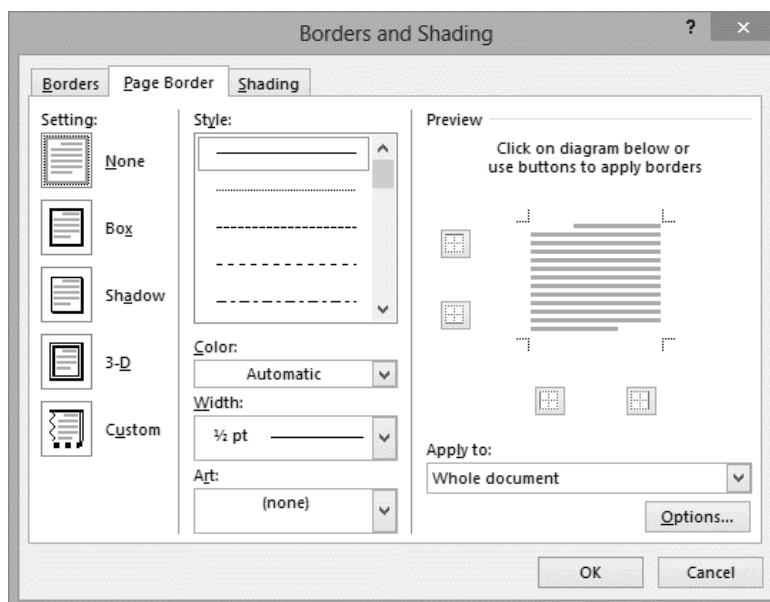 Borders and Shading
?
×
Borders
Page Border
Shading
Setting:
None
Box
Shadow
3-D
Custom
Style:
Color:
Automatic
Width:
½ pt
Art:
(none)
Preview
Click on diagram below or
use buttons to apply borders
Apply to:
Whole document
Options...
OK
Cancel